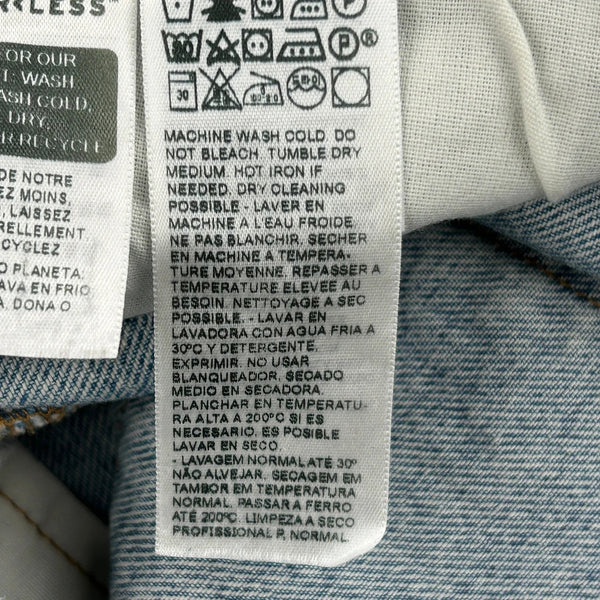 LESS™
OR OUR
WASH
ASH COLD,
DRY,
R RECYCLE
DE NOTRE
EZ MOINS,
, LAISSEZ
RELLEMENT
CYCLEZ
O PLANETA:
AVA EN FRIO
A, DONA O
30
MACHINE WASH COLD. DO
NOT BLEACH. TUMBLE DRY
MEDIUM. HOT IRON IF
NEEDED. DRY CLEANING
POSSIBLE - LAVER EN
MACHINE A L'EAU FROIDE.
NE PAS BLANCHIR. SECHER
EN MACHINE A TEMPERA-
TURE MOYENNE. REPASSER A
TEMPERATURE ELEVEE AU
BESOIN. NETTOYAGE A SEC
POSSIBLE. - LAVAR EN
LAVADORA CON AGUA FRIA A
30ºC Y DETERGENTE.
EXPRIMIR. NO USAR
BLANQUEADOR. SECADO
MEDIO EN SECADORA.
PLANCHAR EN TEMPERATU-
RA ALTA A 200ºC SI ES
NECESARIO. ES POSIBLE
LAVAR EN SECO.
- LAVAGEM NORMAL ATÉ 30º
NÃO ALVEJAR. SECAGEM EM
TAMBOR EM TEMPERATURA
NORMAL. PASSAR A FERRO
ATÉ 200ºC. LIMPEZA A SECO
PROFISSIONAL P, NORMAL.